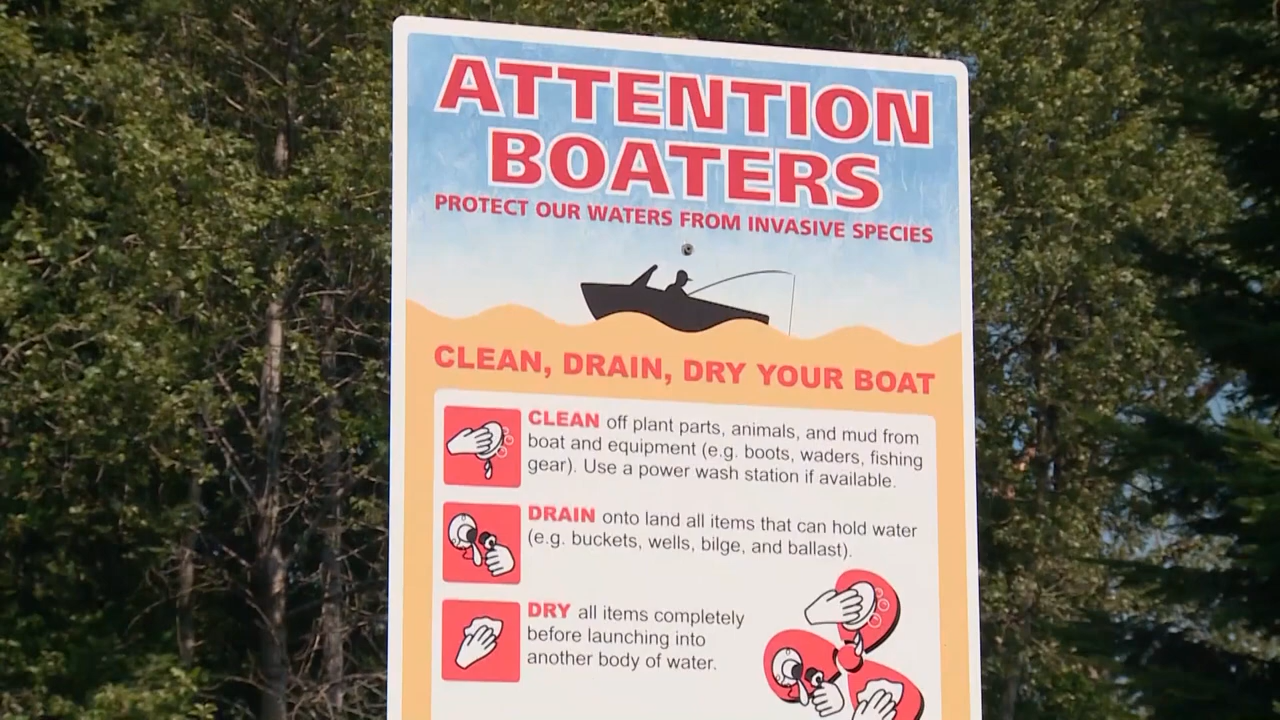 ATTENTION
BOATERS
PROTECT OUR WATERS FROM INVASIVE SPECIES
CLEAN, DRAIN, DRY YOUR BOAT
CLEAN off plant parts, animals, and mud from
boat and equipment (e.g. boots, waders, fishing
gear). Use a power wash station if available.
DRAIN onto land all items that can hold water
(e.g. buckets, wells, bilge, and ballast).
DRY all items completely
before launching into
another body of water.